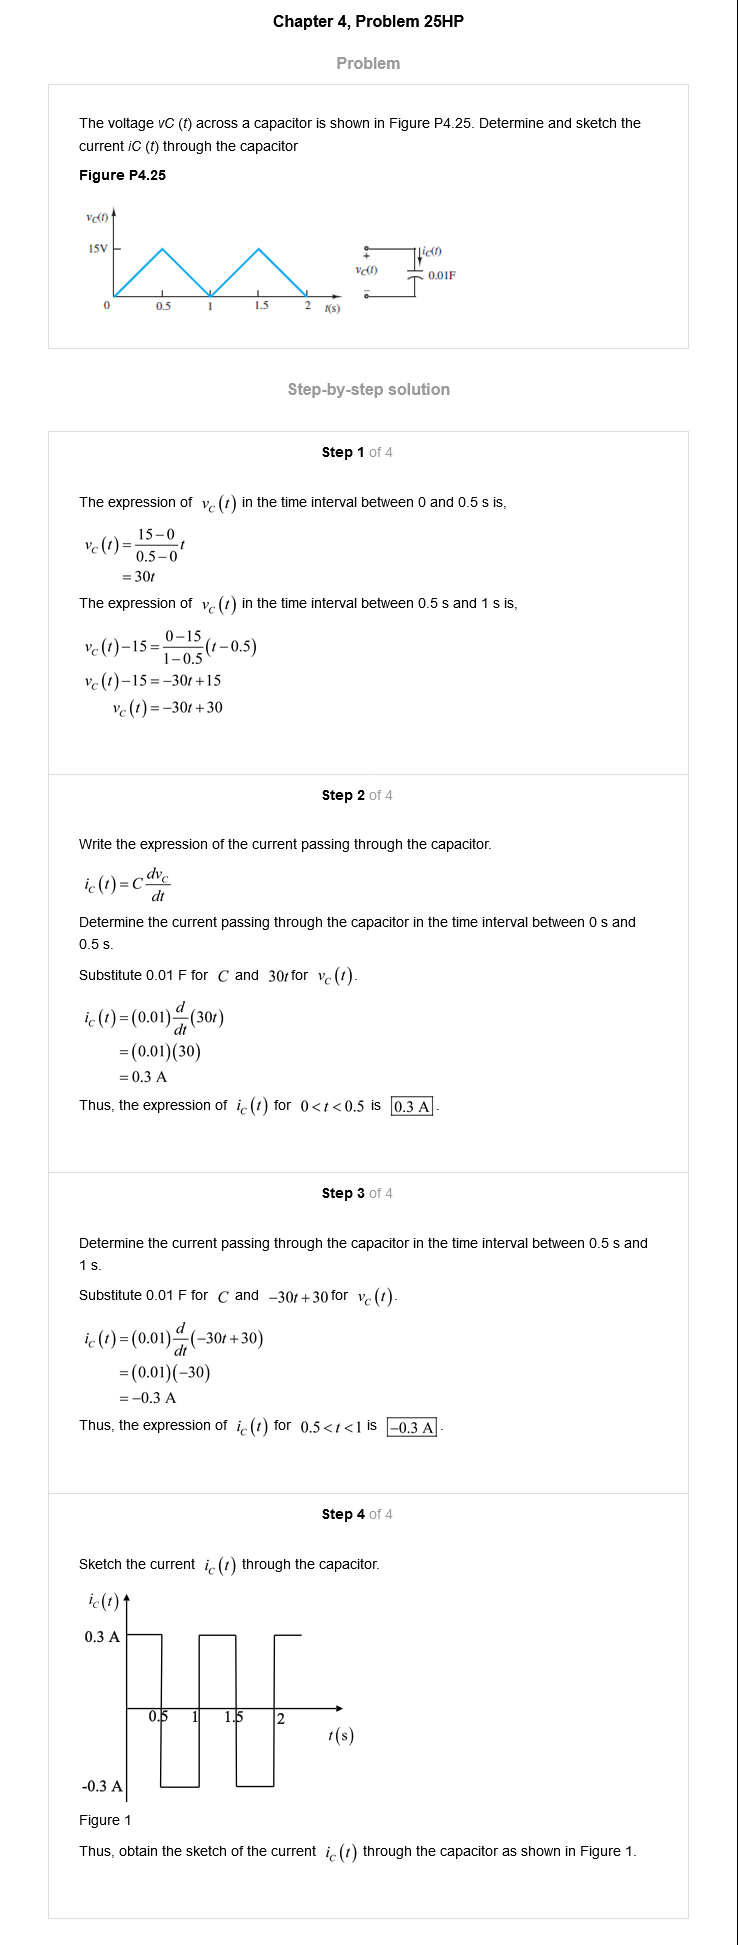 Chapter 4, Problem 25HP
Problem
The voltage vC (t) across a capacitor is shown in Figure P4.25. Determine and sketch the
current iC (t) through the capacitor
Figure P4.25
vC(t)
15V
0 0.5 1 1.5 2 t(s)
+
vC(t)
–
iC(t)
0.01F
Step-by-step solution
Step 1 of 4
The expression of v_C(t) in the time interval between 0 and 0.5 s is,
v_C(t) = (15−0)/(0.5−0) t
= 30t
The expression of v_C(t) in the time interval between 0.5 s and 1 s is,
v_C(t)−15 = (0−15)/(1−0.5) (t−0.5)
v_C(t)−15 = −30t+15
v_C(t) = −30t+30
Step 2 of 4
Write the expression of the current passing through the capacitor.
i_C(t) = C dv_C/dt
Determine the current passing through the capacitor in the time interval between 0 s and
0.5 s.
Substitute 0.01 F for C and 30t for v_C(t).
i_C(t) = (0.01) d/dt (30t)
= (0.01)(30)
= 0.3 A
Thus, the expression of i_C(t) for 0<t<0.5 is 0.3 A.
Step 3 of 4
Determine the current passing through the capacitor in the time interval between 0.5 s and
1 s.
Substitute 0.01 F for C and −30t+30 for v_C(t).
i_C(t) = (0.01) d/dt (−30t+30)
= (0.01)(−30)
= −0.3 A
Thus, the expression of i_C(t) for 0.5<t<1 is −0.3 A.
Step 4 of 4
Sketch the current i_C(t) through the capacitor.
i_C(t)
0.3 A
0.5 1 1.5 2
t(s)
-0.3 A
Figure 1
Thus, obtain the sketch of the current i_C(t) through the capacitor as shown in Figure 1.